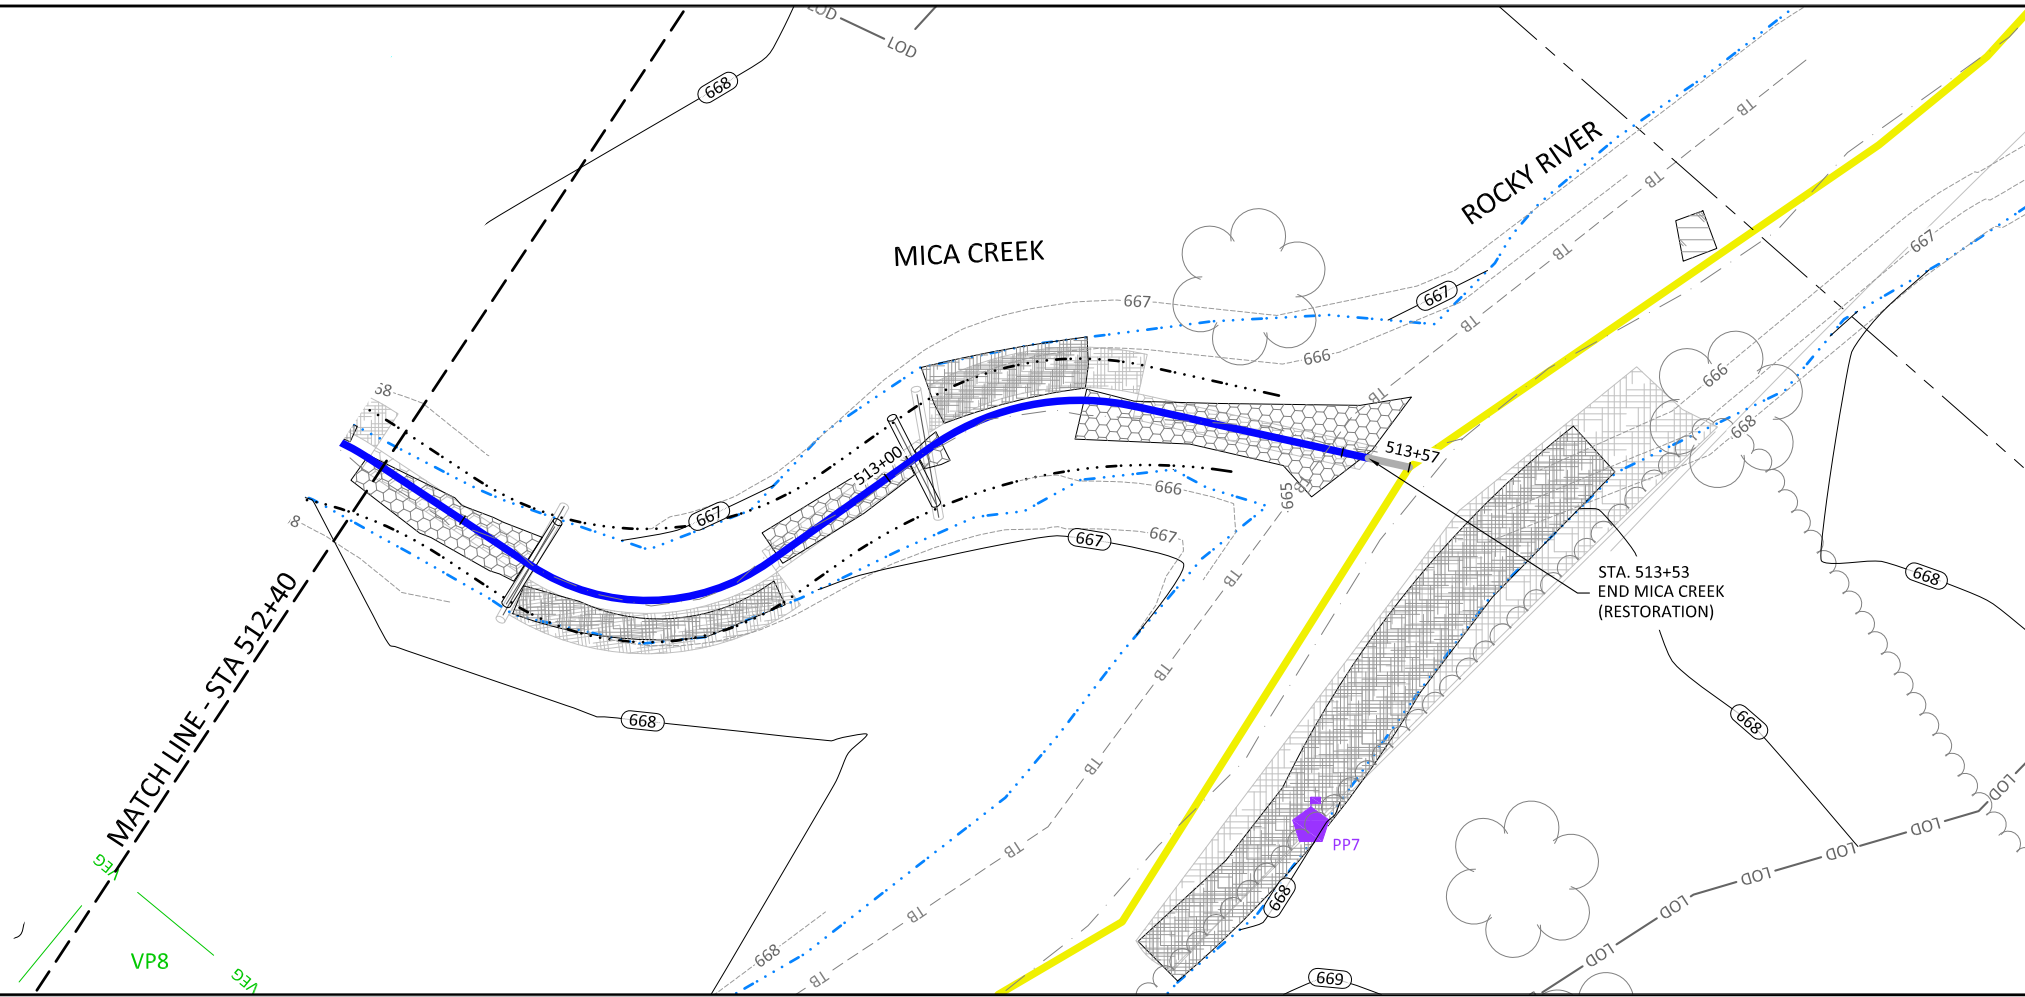 LOD
LOD
668
TB
ROCKY RIVER
TB
MICA CREEK
TB
667
667
667
TB
666
68
TB
666
668
513+00
513+57
667
666
665
8
667
667
TB
STA. 513+53
END MICA CREEK
(RESTORATION)
668
MATCH LINE - STA 512+40
TB
668
668
TB
LOD
LOD
PP7
LOD
TB
VEG
LOD
668
LOD
TB
668
LOD
VP8
VEG
TB
669